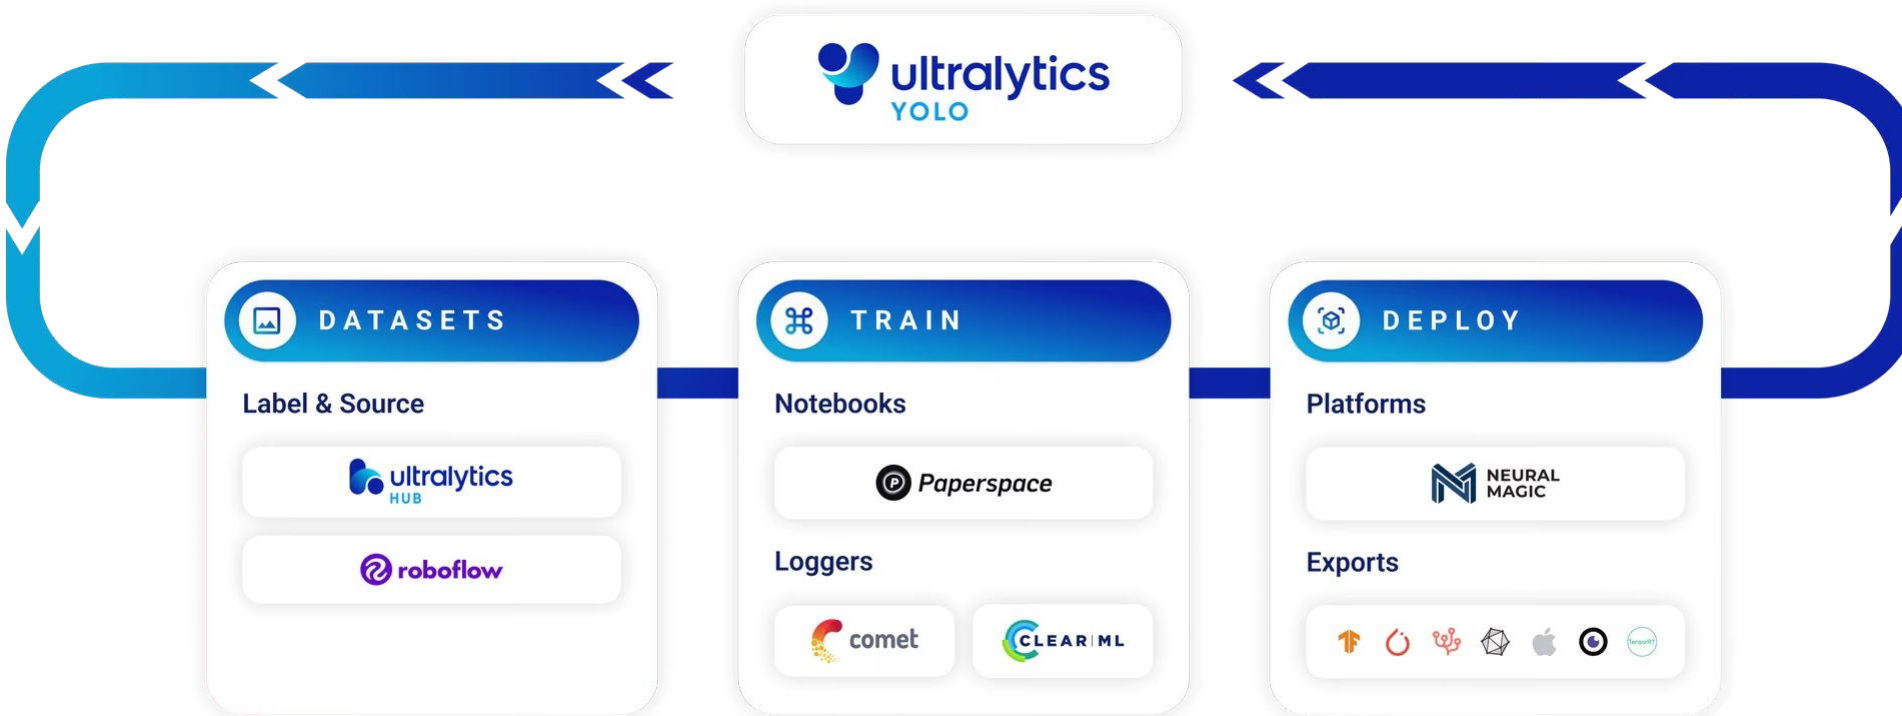 ultralytics
YOLO
DATASETS
Label & Source
ultralytics
HUB
roboflow
TRAIN
Notebooks
Paperspace
Loggers
comet
CLEAR|ML
DEPLOY
Platforms
NEURAL
MAGIC
Exports
TensorRT